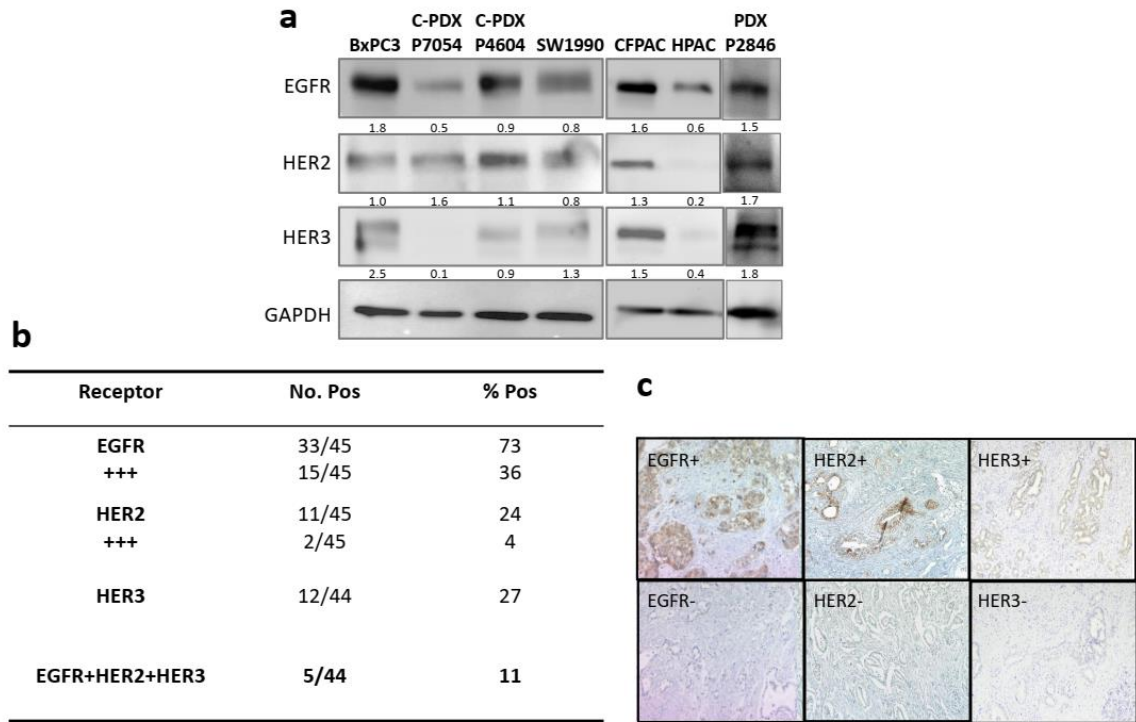 a
C-PDX C-PDX PDX
BxPC3 P7054 P4604 SW1990 CFPAC HPAC P2846
EGFR
1.8 0.5 0.9 0.8 1.6 0.6 1.5
HER2
1.0 1.6 1.1 0.8 1.3 0.2 1.7
HER3
2.5 0.1 0.9 1.3 1.5 0.4 1.8
GAPDH
b
Receptor No. Pos % Pos
EGFR 33/45 73
+++ 15/45 36
HER2 11/45 24
+++ 2/45 4
HER3 12/44 27
EGFR+HER2+HER3 5/44 11
c
EGFR+ HER2+ HER3+
EGFR- HER2- HER3-